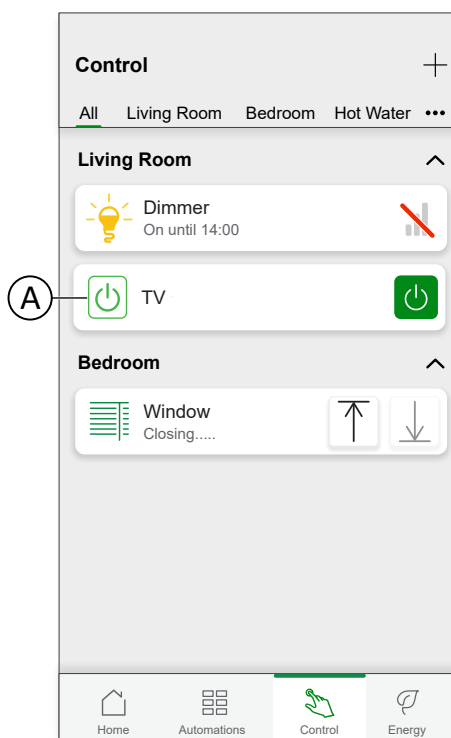 Control
All Living Room Bedroom Hot Water •••
Living Room
Dimmer
On until 14:00
A
TV
Bedroom
Window
Closing.....
Home Automations Control Energy